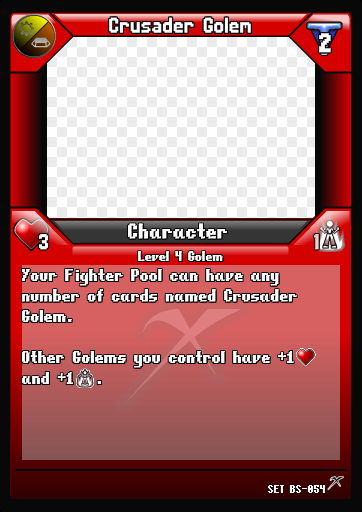 Crusader Golem
2
3
Character
1
Level 4 Golem
Your Fighter Pool can have any
number of cards named Crusader
Golem.
Other Golems you control have +1
and +1 .
SET BS-054